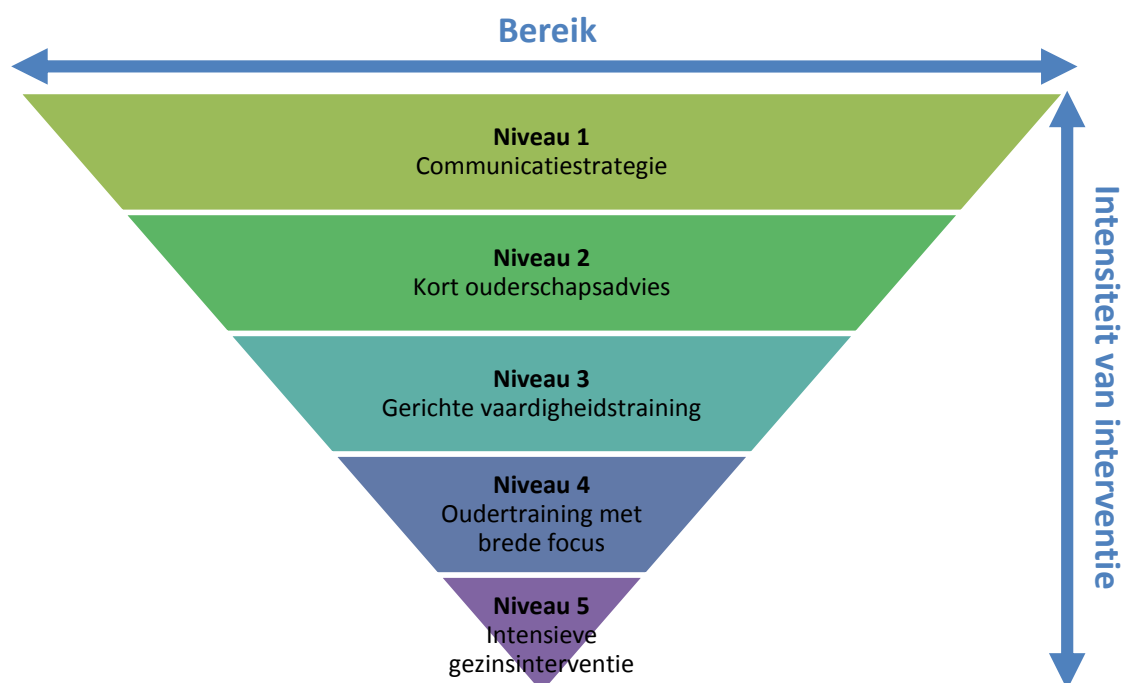 Bereik
Niveau 1
Communicatiestrategie
Niveau 2
Kort ouderschapsadvies
Niveau 3
Gerichte vaardigheidstraining
Niveau 4
Oudertraining met
brede focus
Niveau 5
Intensieve
gezinsinterventie
Intensiteit van interventie